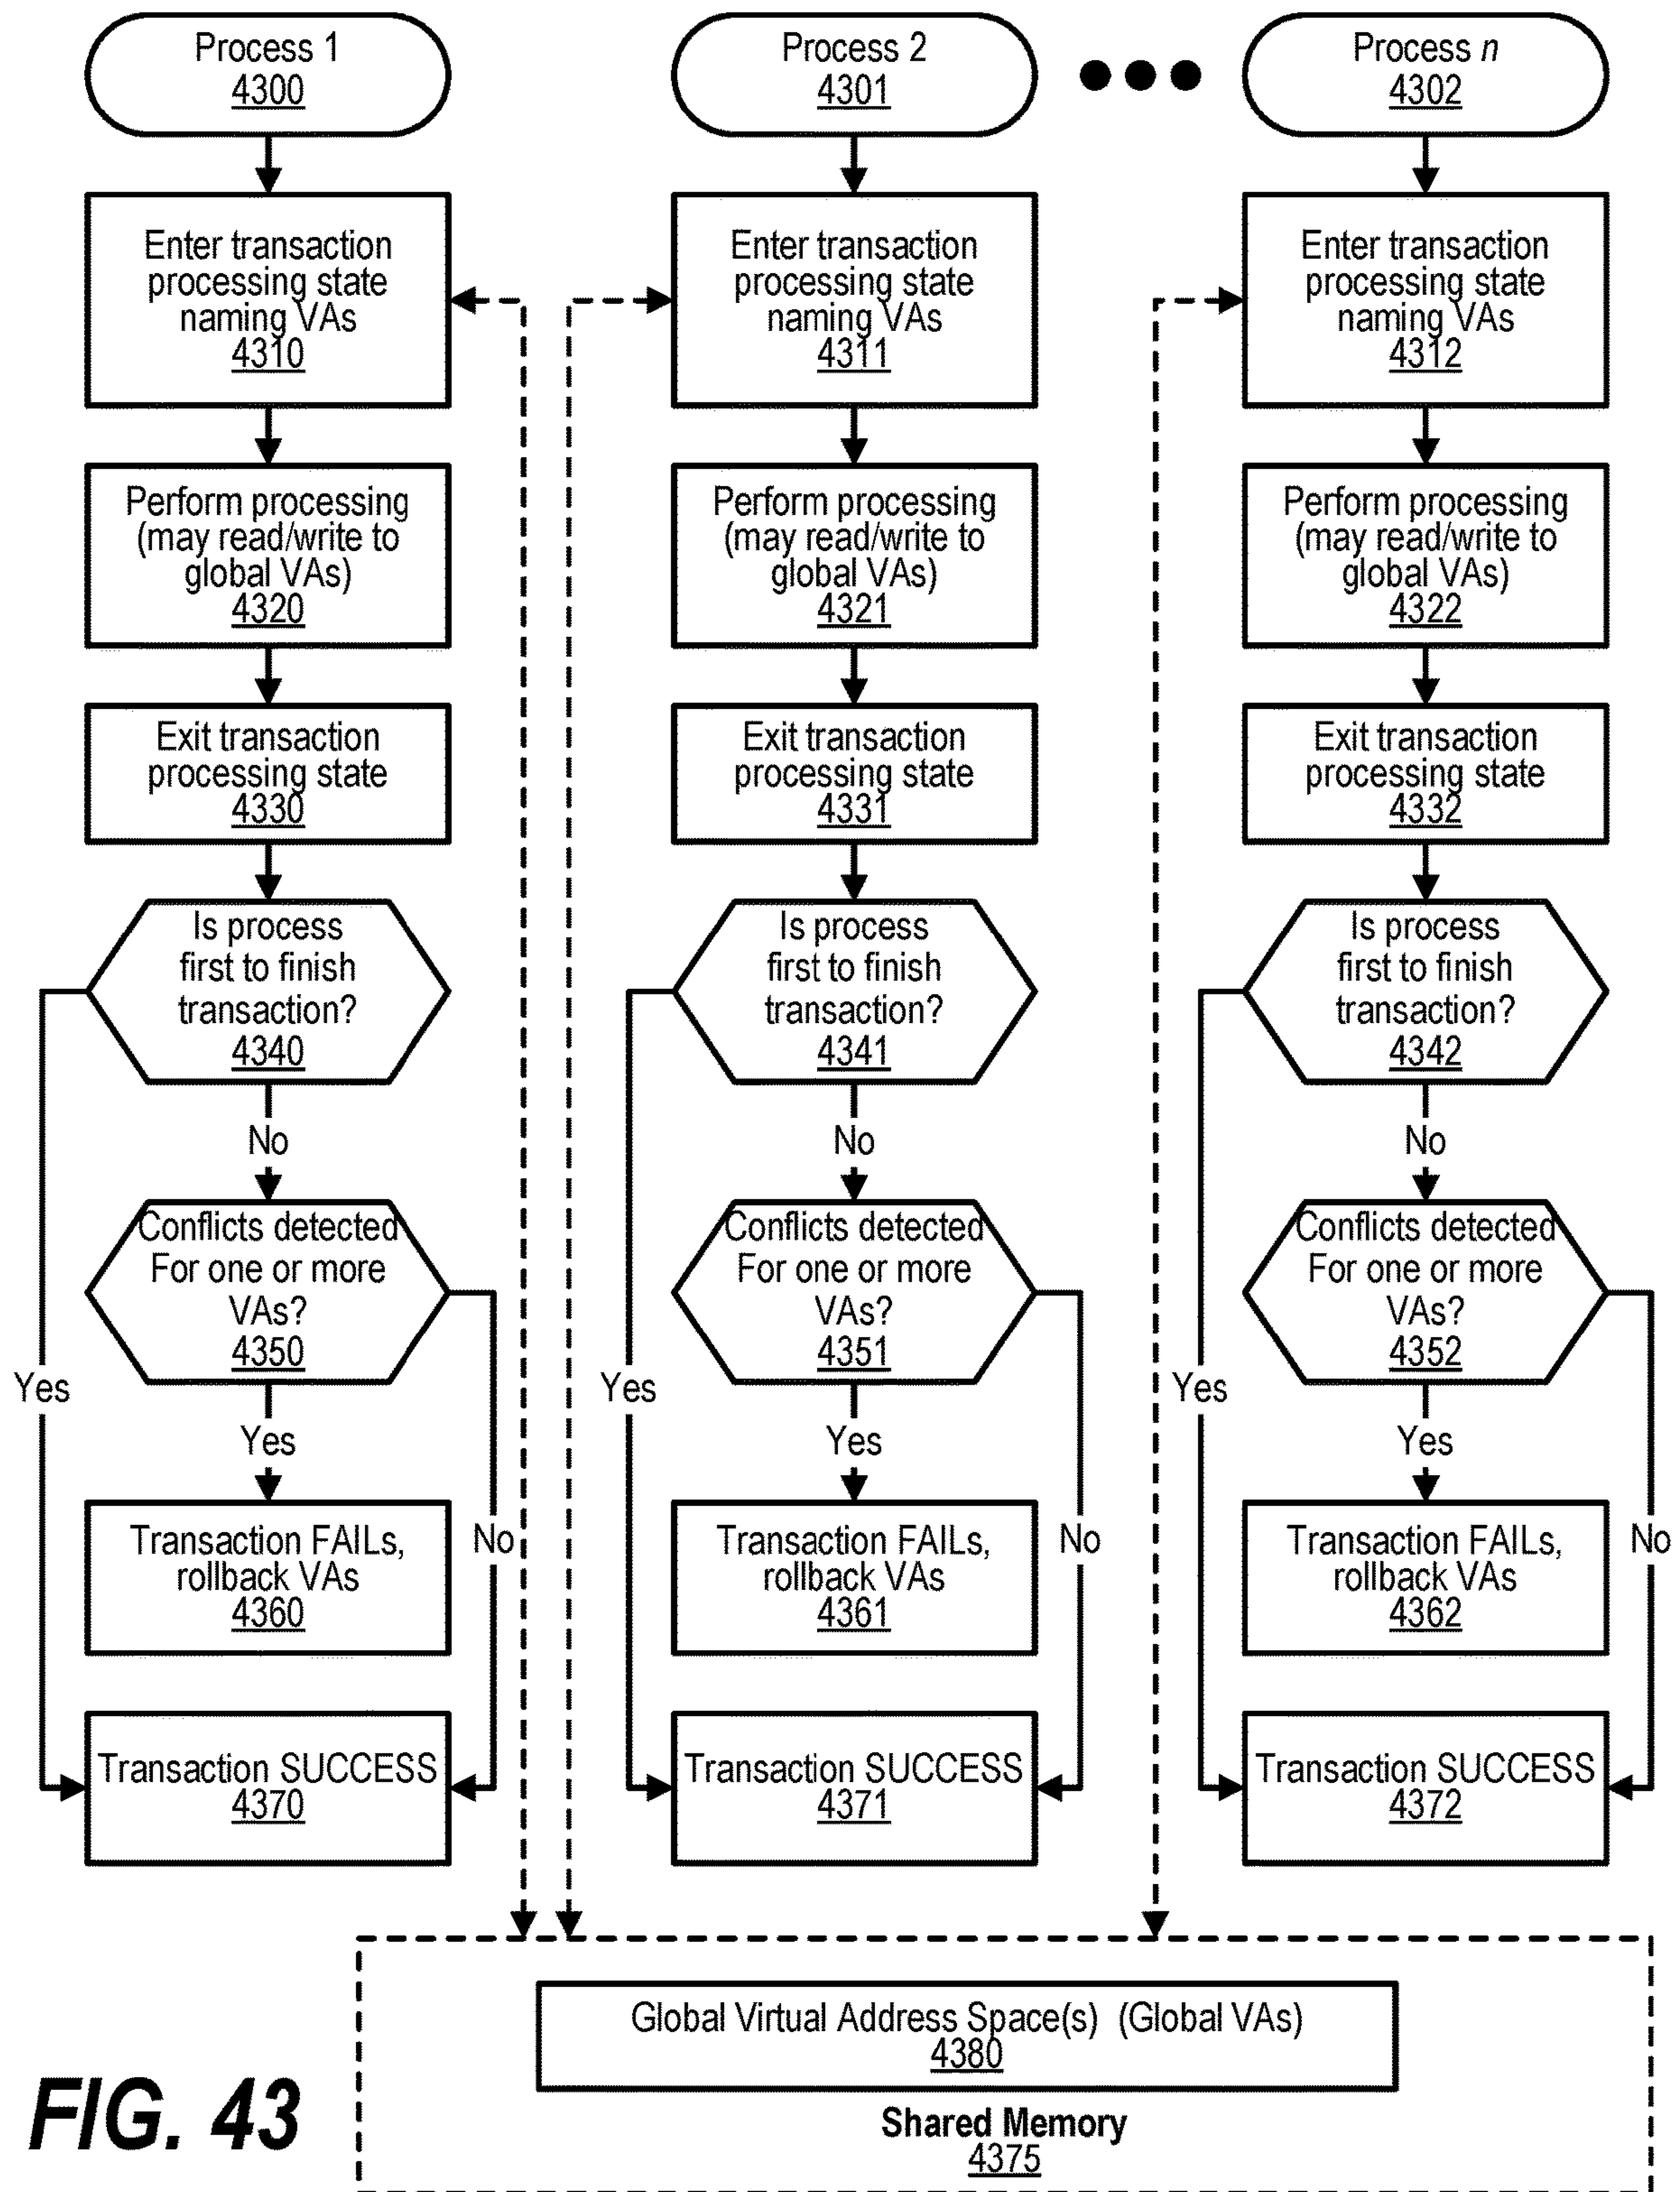 Process 1
4300
Process 2
4301
Process n
4302
Enter transaction
processing state
naming VAs
4310
Enter transaction
processing state
naming VAs
4311
Enter transaction
processing state
naming VAs
4312
Perform processing
(may read/write to
global VAs)
4320
Perform processing
(may read/write to
global VAs)
4321
Perform processing
(may read/write to
global VAs)
4322
Exit transaction
processing state
4330
Exit transaction
processing state
4331
Exit transaction
processing state
4332
Is process
first to finish
transaction?
4340
Is process
first to finish
transaction?
4341
Is process
first to finish
transaction?
4342
No
No
No
Conflicts detected
For one or more
VAs?
4350
Conflicts detected
For one or more
VAs?
4351
Conflicts detected
For one or more
VAs?
4352
Yes
Yes
Yes
Yes
Yes
Yes
Transaction FAILs,
rollback VAs
4360
No
Transaction FAILs,
rollback VAs
4361
No
Transaction FAILs,
rollback VAs
4362
No
Transaction SUCCESS
4370
Transaction SUCCESS
4371
Transaction SUCCESS
4372
Global Virtual Address Space(s) (Global VAs)
4380
Shared Memory
4375
FIG. 43